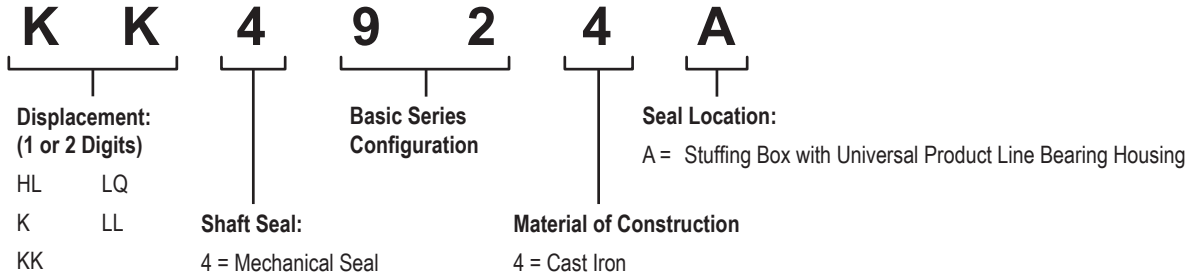 K K 4 9 2 4 A
Displacement:
(1 or 2 Digits)
HL LQ
K LL
KK
Shaft Seal:
4 = Mechanical Seal
Basic Series
Configuration
Material of Construction
4 = Cast Iron
Seal Location:
A = Stuffing Box with Universal Product Line Bearing Housing